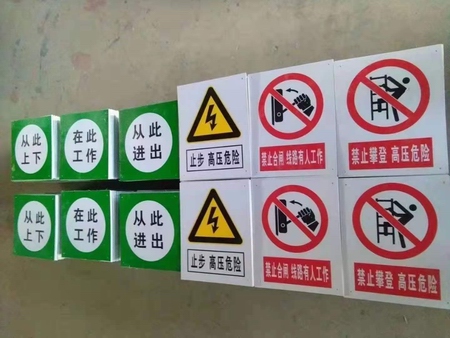 从此
上下
在此
工作
从此
进出
止步 高压危险
禁止合闸 线路有人工作
禁止攀登 高压危险
从此
上下
在此
工作
从此
进出
止步 高压危险
禁止合闸 线路有人工作
禁止攀登 高压危险